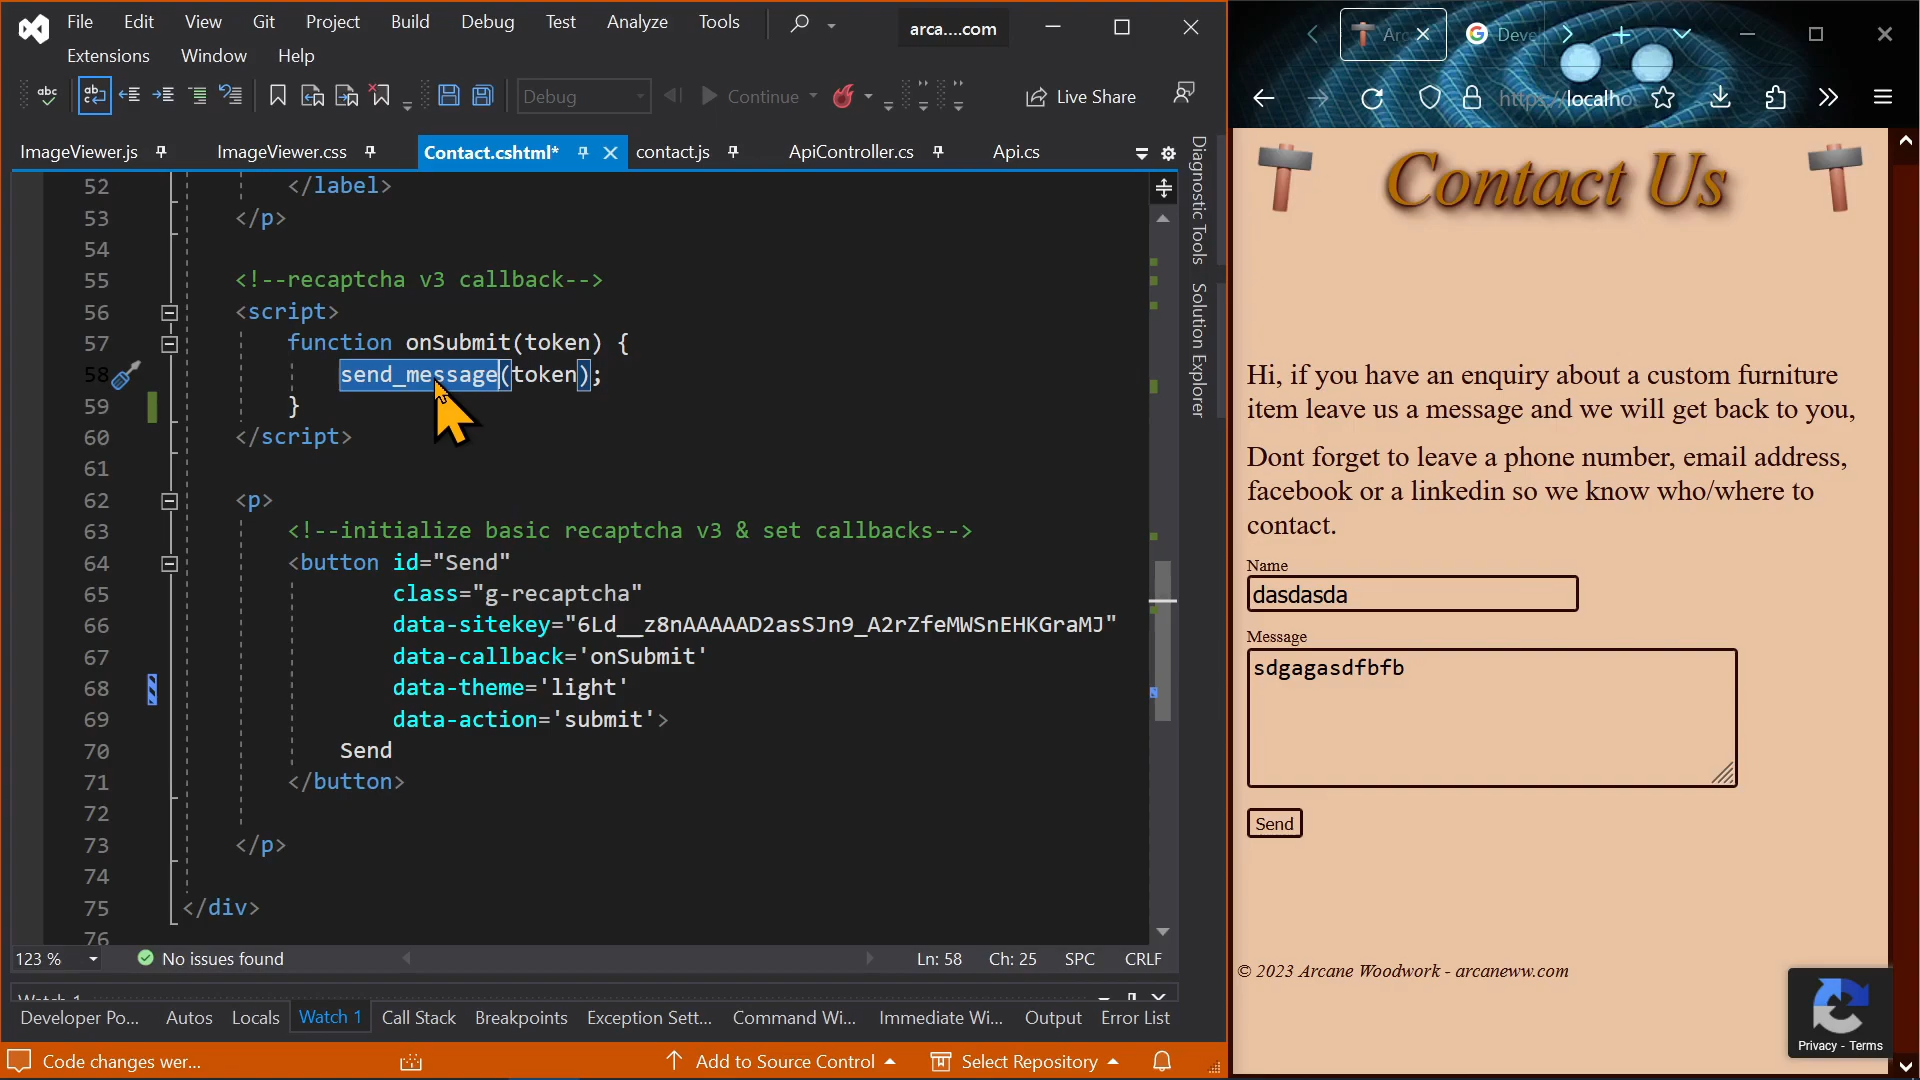 File Edit View Git Project Build Debug Test Analyze Tools arca....com
Extensions Window Help
abc Debug Continue Live Share
ImageViewer.js ImageViewer.css Contact.cshtml* contact.js ApiController.cs Api.cs
52 </label>
53 </p>
54
55 <!--recaptcha v3 callback-->
56 <script>
57 function onSubmit(token) {
58 send_message(token);
59 }
60 </script>
61
62 <p>
63 <!--initialize basic recaptcha v3 & set callbacks-->
64 <button id="Send"
65 class="g-recaptcha"
66 data-sitekey="6Ld__z8nAAAAAD2asSJn9_A2rZfeMWSnEHKGraMJ"
67 data-callback='onSubmit'
68 data-theme='light'
69 data-action='submit'>
70 Send
71 </button>
72
73 </p>
74
75 </div>
76
Diagnostic Tools
Solution Explorer
123 % No issues found Ln: 58 Ch: 25 SPC CRLF
Watch 1
Developer Po... Autos Locals Watch 1 Call Stack Breakpoints Exception Sett... Command Wi... Immediate Wi... Output Error List
Code changes wer... Add to Source Control Select Repository
Arc Deve
https://localho
Contact Us
Hi, if you have an enquiry about a custom furniture
item leave us a message and we will get back to you,
Dont forget to leave a phone number, email address,
facebook or a linkedin so we know who/where to
contact.
Name
dasdasda
Message
sdgagasdfbfb
Send
© 2023 Arcane Woodwork - arcaneww.com
Privacy - Terms